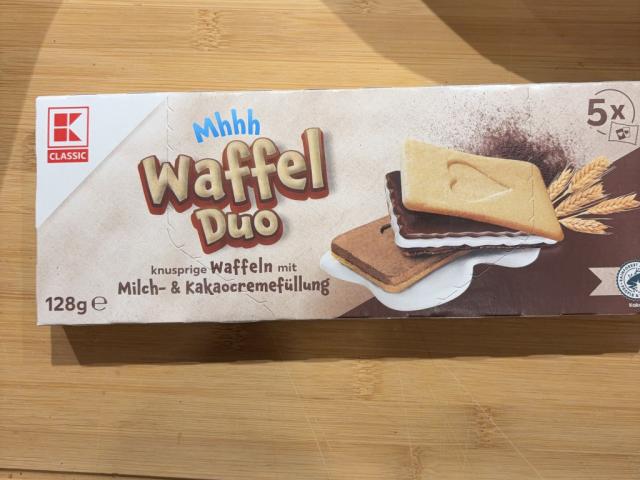 K
CLASSIC
Mhhh
Waffel
Duo
knusprige Waffeln mit
Milch- & Kakaocremefüllung
128g e
5x